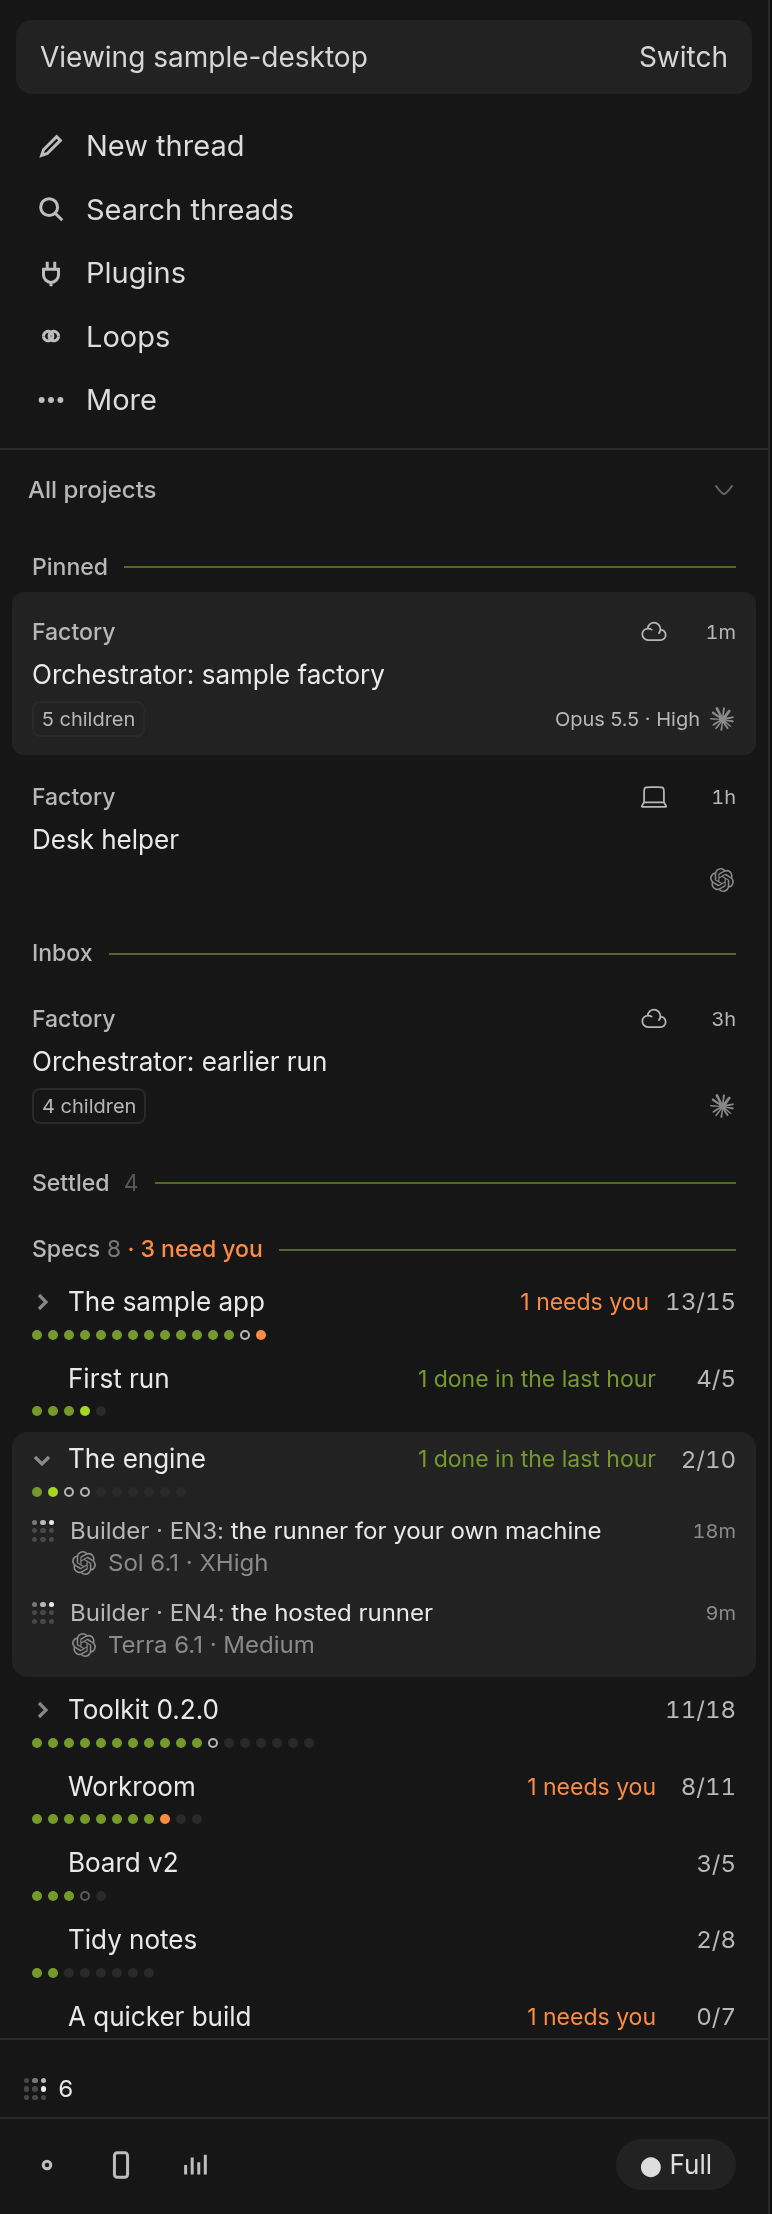 Viewing sample-desktop Switch
New thread
Search threads
Plugins
Loops
More
All projects
Pinned
Factory 1m
Orchestrator: sample factory
5 children Opus 5.5 · High
Factory 1h
Desk helper
Inbox
Factory 3h
Orchestrator: earlier run
4 children
Settled 4
Specs 8 · 3 need you
The sample app 1 needs you 13/15
First run 1 done in the last hour 4/5
The engine 1 done in the last hour 2/10
Builder · EN3: the runner for your own machine 18m
Sol 6.1 · XHigh
Builder · EN4: the hosted runner 9m
Terra 6.1 · Medium
Toolkit 0.2.0 11/18
Workroom 1 needs you 8/11
Board v2 3/5
Tidy notes 2/8
A quicker build 1 needs you 0/7
6
Full